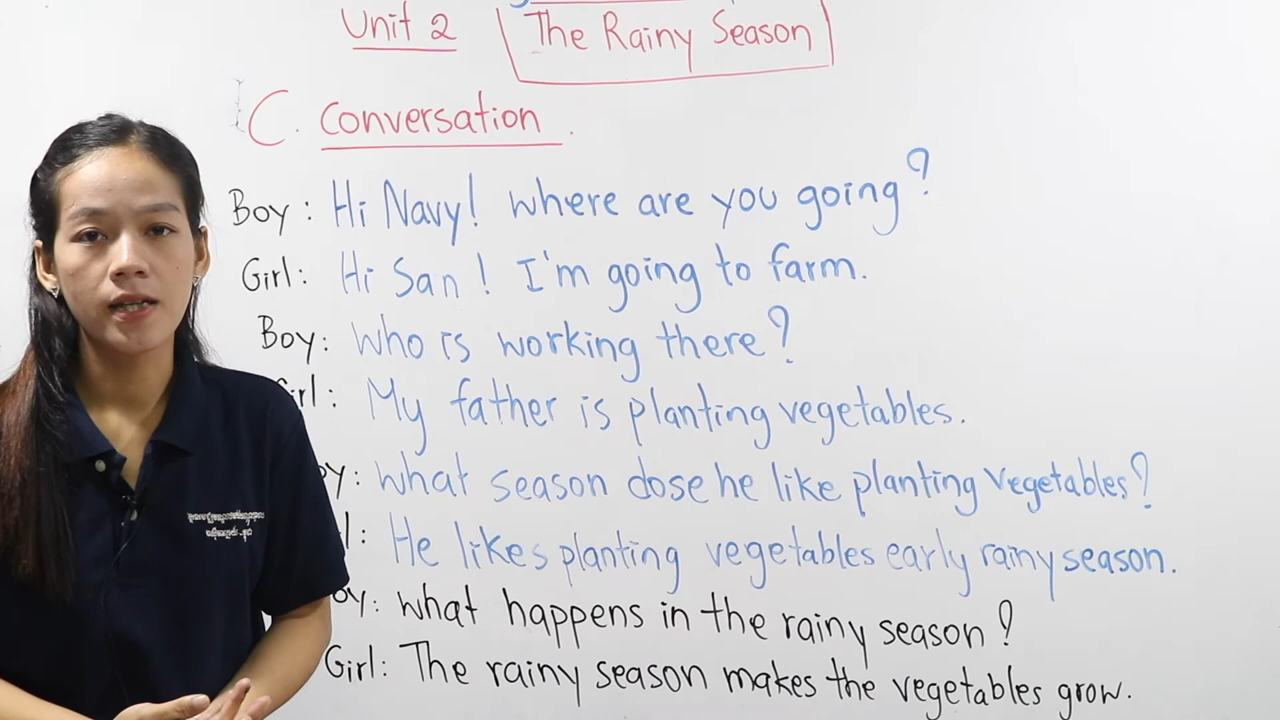 Unit 2 The Rainy Season
C. Conversation.
Boy: Hi Navy! where are you going?
Girl: Hi San! I'm going to farm.
Boy: Who is working there?
Girl: My father is planting vegetables.
Boy: What season dose he like planting vegetables?
He likes planting vegetables early rainy season.
Boy: what happens in the rainy season?
Girl: The rainy season makes the vegetables grow.